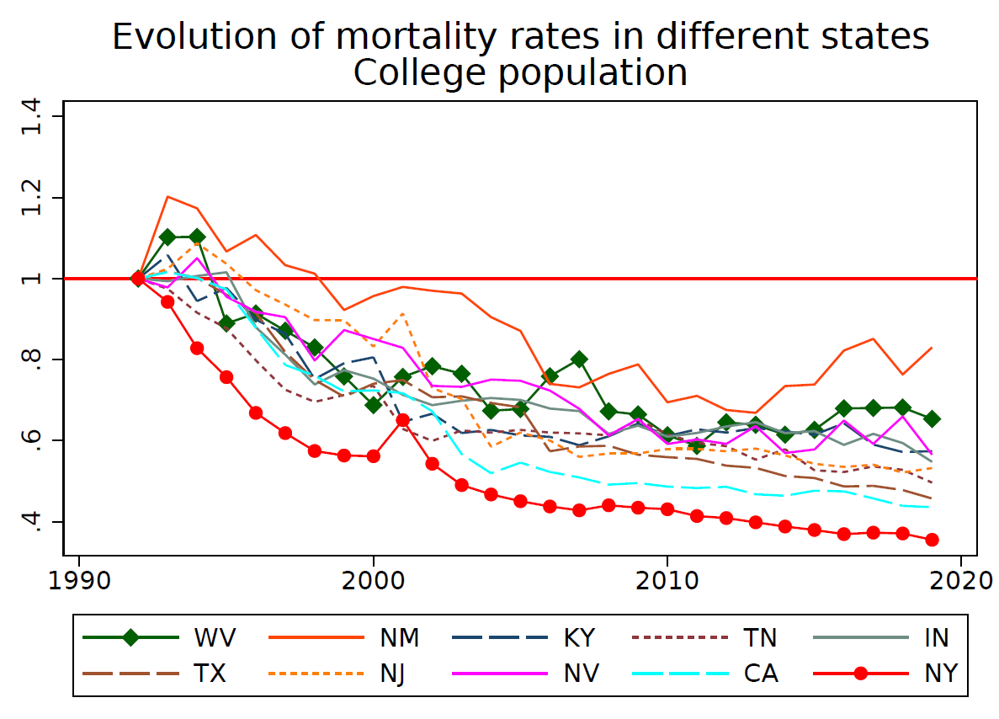 Evolution of mortality rates in different states
College population
1.4
1.2
1
.8
.6
.4
1990 2000 2010 2020
WV NM KY TN IN
TX NJ NV CA NY